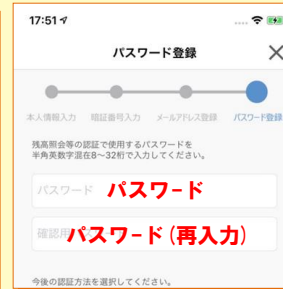 17:51
パスワード登録
本人情報入力 暗証番号入力 メールアドレス登録 パスワード登録
残高照会等の認証で使用するパスワードを
半角英数字混在8〜32桁で入力してください。
パスワード パスワード
確認用 パスワード(再入力)
今後の認証方法を選択してください。